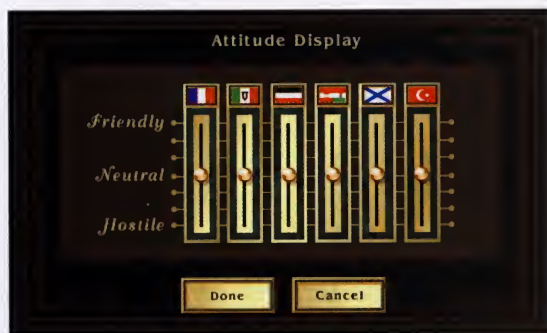 Attitude Display
Friendly
Neutral
Hostile
Done
Cancel